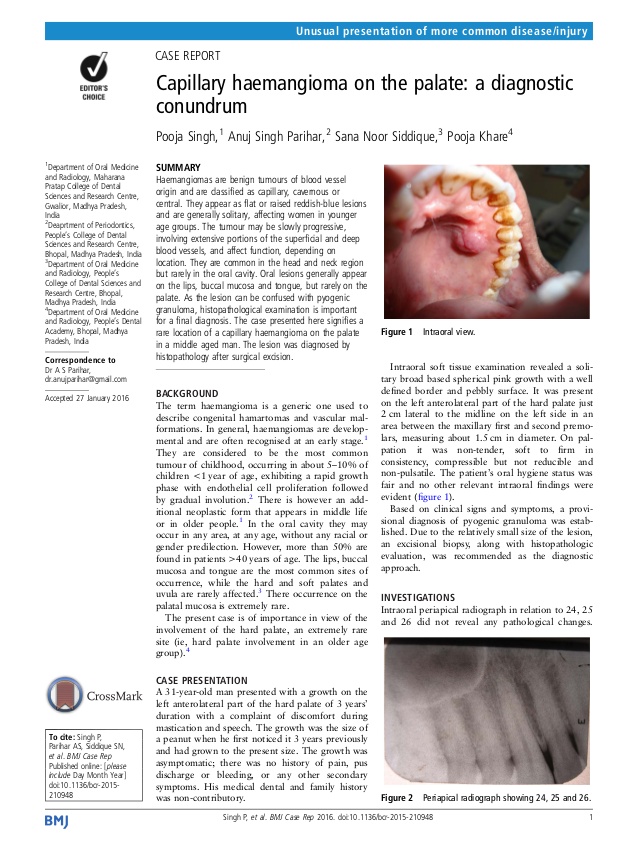 Unusual presentation of more common disease/injury
EDITOR'S
CHOICE
CASE REPORT
Capillary haemangioma on the palate: a diagnostic
conundrum
Pooja Singh,1 Anuj Singh Parihar,2 Sana Noor Siddique,3 Pooja Khare4
1Department of Oral Medicine
and Radiology, Maharana
Pratap College of Dental
Sciences and Research Centre,
Gwalior, Madhya Pradesh,
India
2Deapartment of Periodontics,
People's College of Dental
Sciences and Research Centre,
Bhopal, Madhya Pradesh, India
3Department of Oral Medicine
and Radiology, People's
College of Dental Sciences and
Research Centre, Bhopal,
Madhya Pradesh, India
4Department of Oral Medicine
and Radiology, People's Dental
Academy, Bhopal, Madhya
Pradesh, India
Correspondence to
Dr A S Parihar,
dr.anujparihar@gmail.com
Accepted 27 January 2016
CrossMark
To cite: Singh P,
Parihar AS, Siddique SN,
et al. BMJ Case Rep
Published online: [please
include Day Month Year]
doi:10.1136/bcr-2015-
210948
SUMMARY
Haemangiomas are benign tumours of blood vessel
origin and are classified as capillary, cavernous or
central. They appear as flat or raised reddish-blue lesions
and are generally solitary, affecting women in younger
age groups. The tumour may be slowly progressive,
involving extensive portions of the superficial and deep
blood vessels, and affect function, depending on
location. They are common in the head and neck region
but rarely in the oral cavity. Oral lesions generally appear
on the lips, buccal mucosa and tongue, but rarely on the
palate. As the lesion can be confused with pyogenic
granuloma, histopathological examination is important
for a final diagnosis. The case presented here signifies a
rare location of a capillary haemangioma on the palate
in a middle aged man. The lesion was diagnosed by
histopathology after surgical excision.
BACKGROUND
The term haemangioma is a generic one used to
describe congenital hamartomas and vascular mal-
formations. In general, haemangiomas are develop-
mental and are often recognised at an early stage.1
They are considered to be the most common
tumour of childhood, occurring in about 5–10% of
children <1 year of age, exhibiting a rapid growth
phase with endothelial cell proliferation followed
by gradual involution.2 There is however an add-
itional neoplastic form that appears in middle life
or in older people.1 In the oral cavity they may
occur in any area, at any age, without any racial or
gender predilection. However, more than 50% are
found in patients >40 years of age. The lips, buccal
mucosa and tongue are the most common sites of
occurrence, while the hard and soft palates and
uvula are rarely affected.3 There occurrence on the
palatal mucosa is extremely rare.
The present case is of importance in view of the
involvement of the hard palate, an extremely rare
site (ie, hard palate involvement in an older age
group).4
CASE PRESENTATION
A 31-year-old man presented with a growth on the
left anterolateral part of the hard palate of 3 years'
duration with a complaint of discomfort during
mastication and speech. The growth was the size of
a peanut when he first noticed it 3 years previously
and had grown to the present size. The growth was
asymptomatic; there was no history of pain, pus
discharge or bleeding, or any other secondary
symptoms. His medical and dental and family history
was non-contributory.
Figure 1 Intraoral view.
Intraoral soft tissue examination revealed a soli-
tary broad based spherical pink growth with a well
defined border and pebbly surface. It was present
on the left anterolateral part of the hard palate just
2 cm lateral to the midline on the left side in an
area between the maxillary first and second premo-
lars, measuring about 1.5 cm in diameter. On pal-
pation it was non-tender, soft to firm in
consistency, compressible but not reducible and
non-pulsatile. The patient's oral hygiene status was
fair and no other relevant intraoral findings were
evident (figure 1).
Based on clinical signs and symptoms, a provi-
sional diagnosis of pyogenic granuloma was estab-
lished. Due to the relatively small size of the lesion,
an excisional biopsy, along with histopathologic
evaluation, was recommended as the diagnostic
approach.
INVESTIGATIONS
Intraoral periapical radiograph in relation to 24, 25
and 26 did not reveal any pathological changes.
Figure 2 Periapical radiograph showing 24, 25 and 26.
BMJ
Singh P, et al. BMJ Case Rep 2016. doi:10.1136/bcr-2015-210948
1